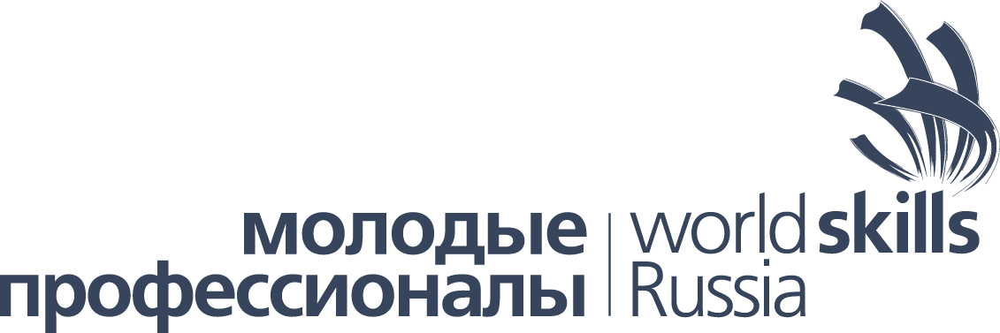 молодые
профессионалы
worldskills
Russia